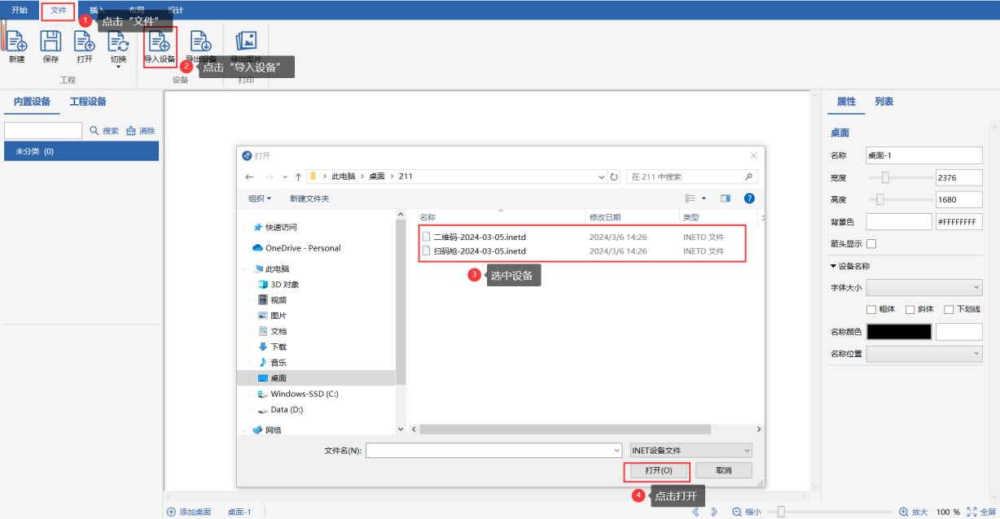 开始 文件 插入 布局 设计
1 点击“文件”
新建 保存 打开 切换 导入设备 导出设备 导出图片
2 点击“导入设备”
工程 设备 打印
内置设备 工程设备
搜索 清除
未分类 (0)
打开
此电脑 桌面 211
在 211 中搜索
组织 新建文件夹
名称 修改日期 类型
快速访问
OneDrive - Personal
此电脑
3D 对象
视频
图片
文档
下载
音乐
桌面
Windows-SSD (C:)
Data (D:)
网络
二维码-2024-03-05.inetd 2024/3/6 14:26 INETD 文件
扫码枪-2024-03-05.inetd 2024/3/6 14:26 INETD 文件
3 选中设备
文件名(N): INET设备文件
打开(O) 取消
4 点击打开
属性 列表
桌面
名称 桌面-1
宽度 2376
高度 1680
背景色 #FFFFFFFF
箭头显示
设备名称
字体大小
粗体 斜体 下划线
名称颜色
名称位置
添加桌面 桌面-1
缩小 放大 100 % 全屏